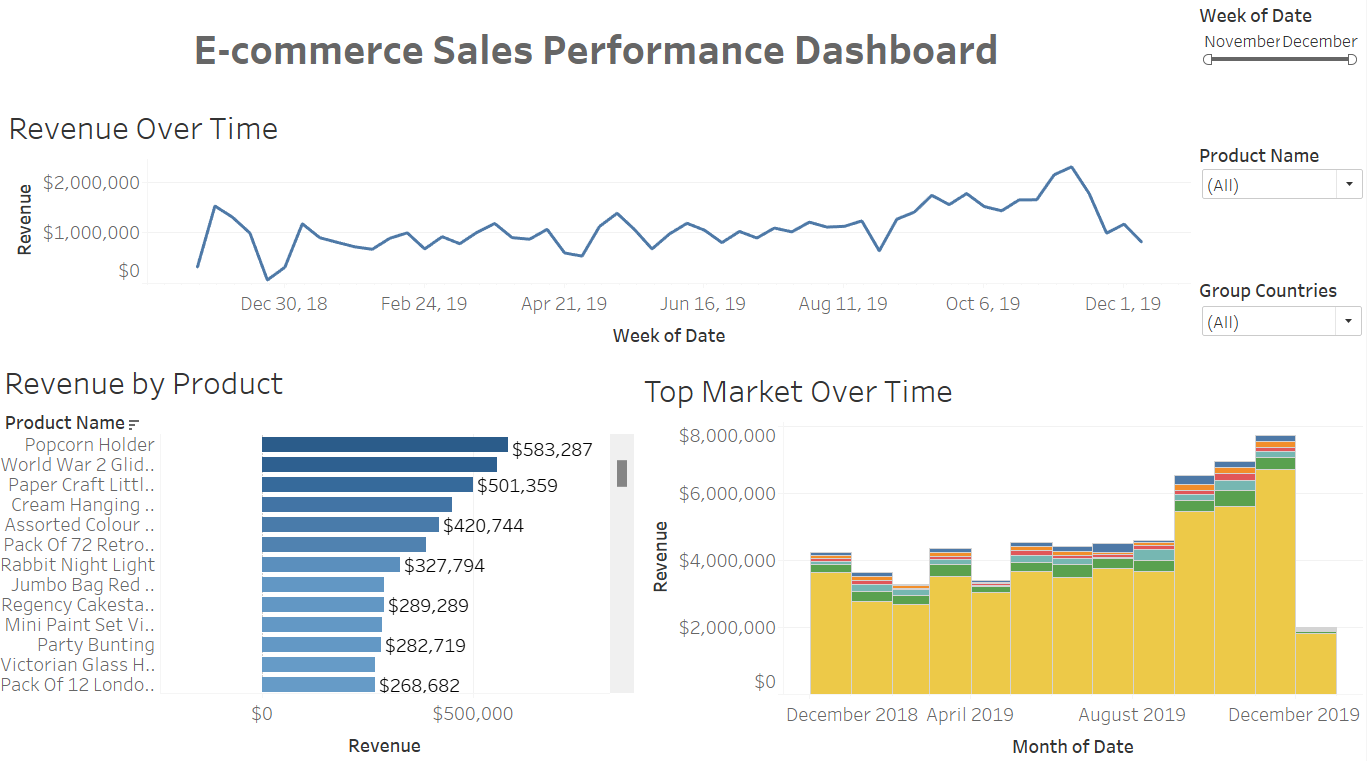 E-commerce Sales Performance Dashboard
Week of Date
November December
Revenue Over Time
Product Name
(All)
Group Countries
(All)
Revenue
$2,000,000
$1,000,000
$0
Dec 30, 18 Feb 24, 19 Apr 21, 19 Jun 16, 19 Aug 11, 19 Oct 6, 19 Dec 1, 19
Week of Date
Revenue by Product
Product Name
Popcorn Holder $583,287
World War 2 Glid..
Paper Craft Littl.. $501,359
Cream Hanging ..
Assorted Colour .. $420,744
Pack Of 72 Retro..
Rabbit Night Light $327,794
Jumbo Bag Red ..
Regency Cakesta.. $289,289
Mini Paint Set Vi..
Party Bunting $282,719
Victorian Glass H..
Pack Of 12 Londo.. $268,682
$0 $500,000
Revenue
Top Market Over Time
Revenue
$8,000,000
$6,000,000
$4,000,000
$2,000,000
$0
December 2018 April 2019 August 2019 December 2019
Month of Date